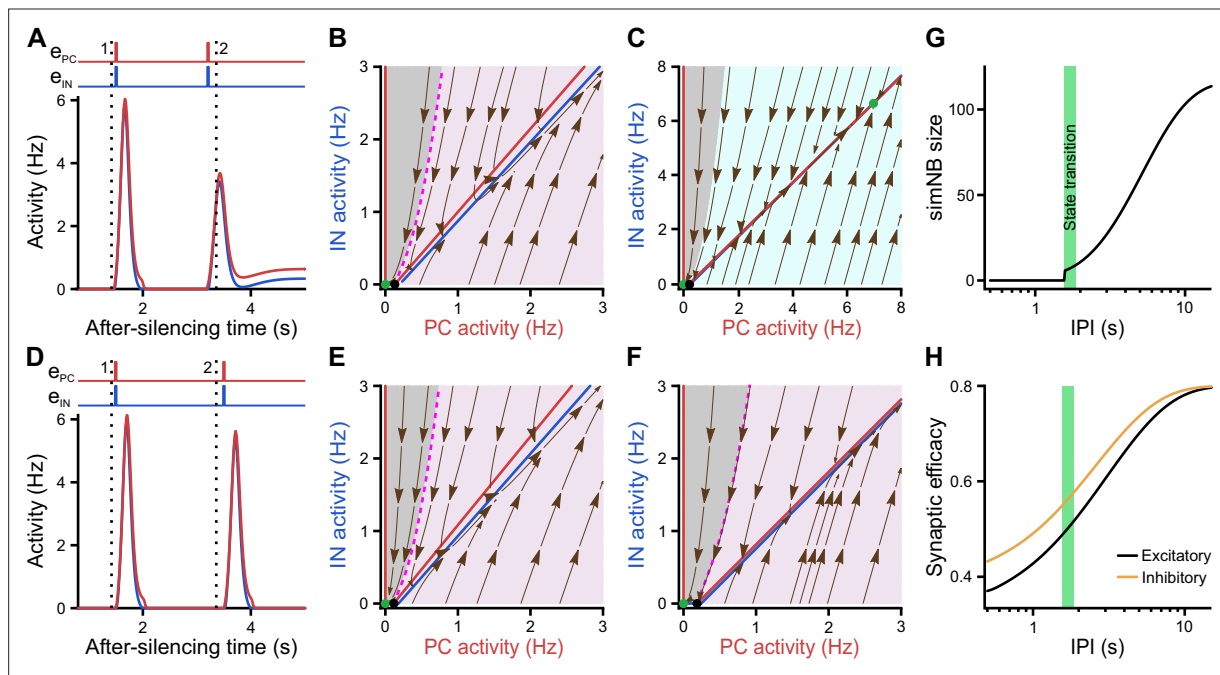 A
e_PC
e_IN
1
2
Activity (Hz)
6
4
2
0
2
4
After-silencing time (s)
B
IN activity (Hz)
3
2
1
0
0
1
2
3
PC activity (Hz)
C
8
6
4
2
0
0
1
2
3
4
5
6
7
8
PC activity (Hz)
G
simNB size
100
50
0
State transition
1
10
IPI (s)
D
e_PC
e_IN
1
2
Activity (Hz)
6
4
2
0
2
4
After-silencing time (s)
E
IN activity (Hz)
3
2
1
0
0
1
2
3
PC activity (Hz)
F
IN activity (Hz)
3
2
1
0
0
1
2
3
PC activity (Hz)
H
Synaptic efficacy
0.8
0.6
0.4
Excitatory
Inhibitory
1
10
IPI (s)